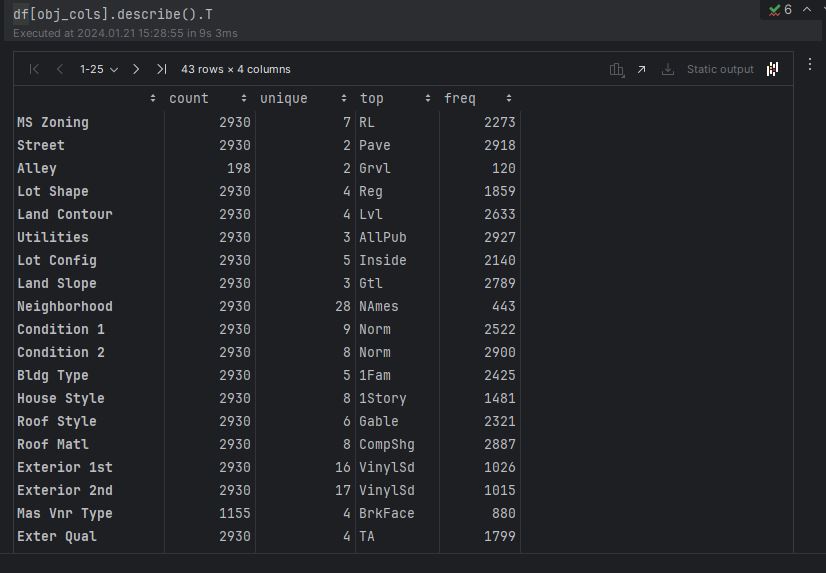 df[obj_cols].describe().T
6
Executed at 2024.01.21 15:28:55 in 9s 3ms
1-25 43 rows × 4 columns Static output
count unique top freq
MS Zoning 2930 7 RL 2273
Street 2930 2 Pave 2918
Alley 198 2 Grvl 120
Lot Shape 2930 4 Reg 1859
Land Contour 2930 4 Lvl 2633
Utilities 2930 3 AllPub 2927
Lot Config 2930 5 Inside 2140
Land Slope 2930 3 Gtl 2789
Neighborhood 2930 28 NAmes 443
Condition 1 2930 9 Norm 2522
Condition 2 2930 8 Norm 2900
Bldg Type 2930 5 1Fam 2425
House Style 2930 8 1Story 1481
Roof Style 2930 6 Gable 2321
Roof Matl 2930 8 CompShg 2887
Exterior 1st 2930 16 VinylSd 1026
Exterior 2nd 2930 17 VinylSd 1015
Mas Vnr Type 1155 4 BrkFace 880
Exter Qual 2930 4 TA 1799